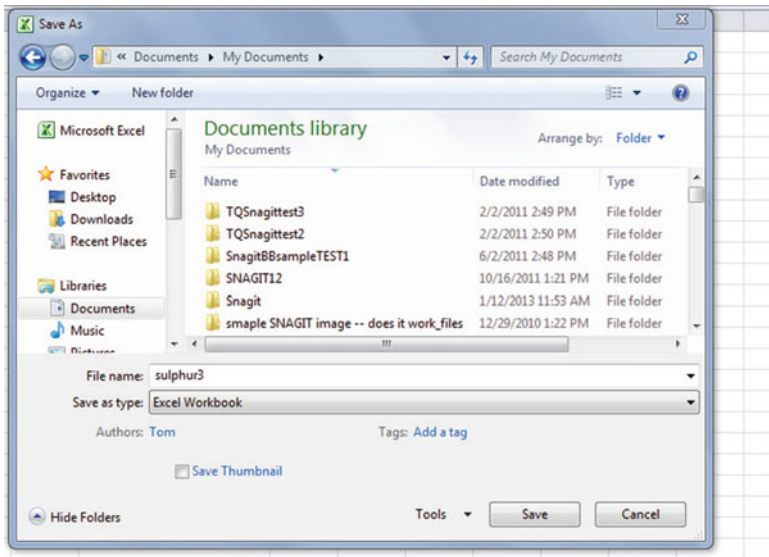 Save As
« Documents ▸ My Documents ▸ Search My Documents
Organize New folder
Microsoft Excel
Favorites
Desktop
Downloads
Recent Places
Libraries
Documents
Music
Pictures
Documents library
My Documents
Arrange by: Folder
Name Date modified Type
TQSnagittest3 2/2/2011 2:49 PM File folder
TQSnagittest2 2/2/2011 2:50 PM File folder
SnagitBBsampleTEST1 6/2/2011 2:48 PM File folder
SNAGIT12 10/16/2011 1:21 PM File folder
Snagit 1/12/2013 11:53 AM File folder
smaple SNAGIT image -- does it work_files 12/29/2010 1:22 PM File folder
File name: sulphur3
Save as type: Excel Workbook
Authors: Tom Tags: Add a tag
Save Thumbnail
Hide Folders Tools Save Cancel